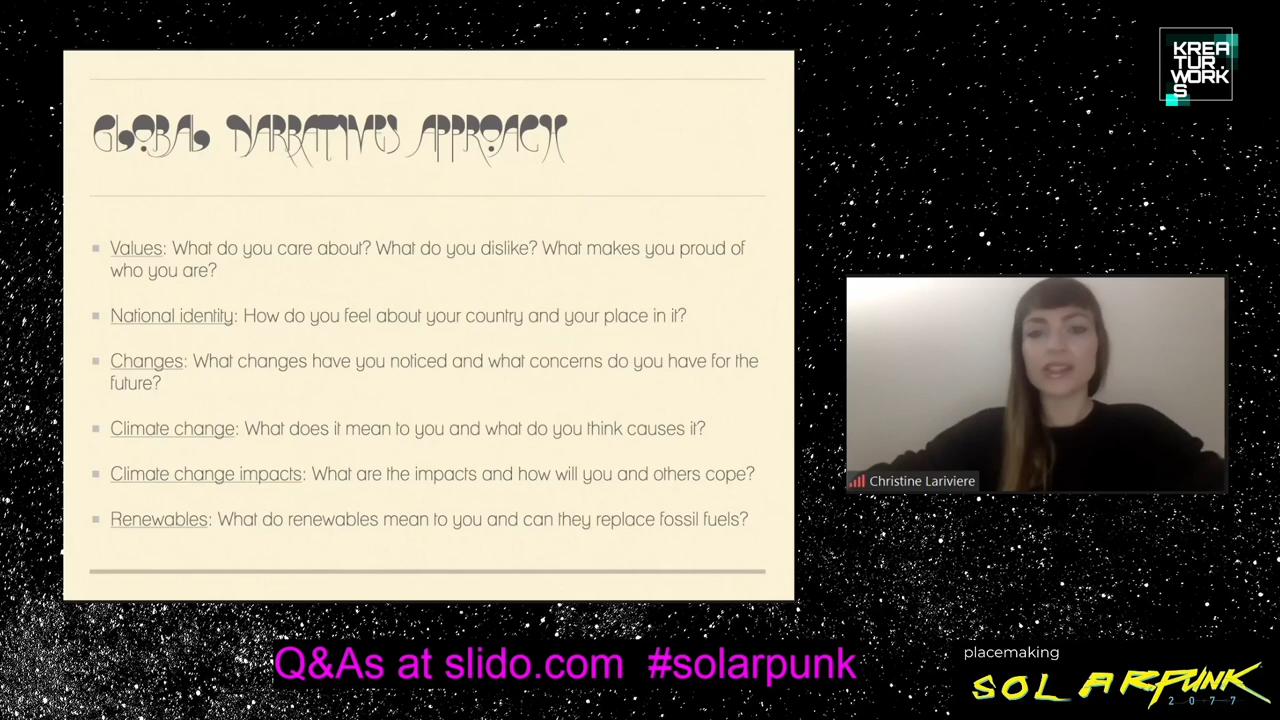 KREA
TUR.
WORK
S
GLOBAL NARRATIVES APPROACH
Values: What do you care about? What do you dislike? What makes you proud of
who you are?
National identity: How do you feel about your country and your place in it?
Changes: What changes have you noticed and what concerns do you have for the
future?
Climate change: What does it mean to you and what do you think causes it?
Climate change impacts: What are the impacts and how will you and others cope?
Renewables: What do renewables mean to you and can they replace fossil fuels?
Christine Lariviere
Q&As at slido.com #solarpunk
placemaking
SOLARPUNK
2077